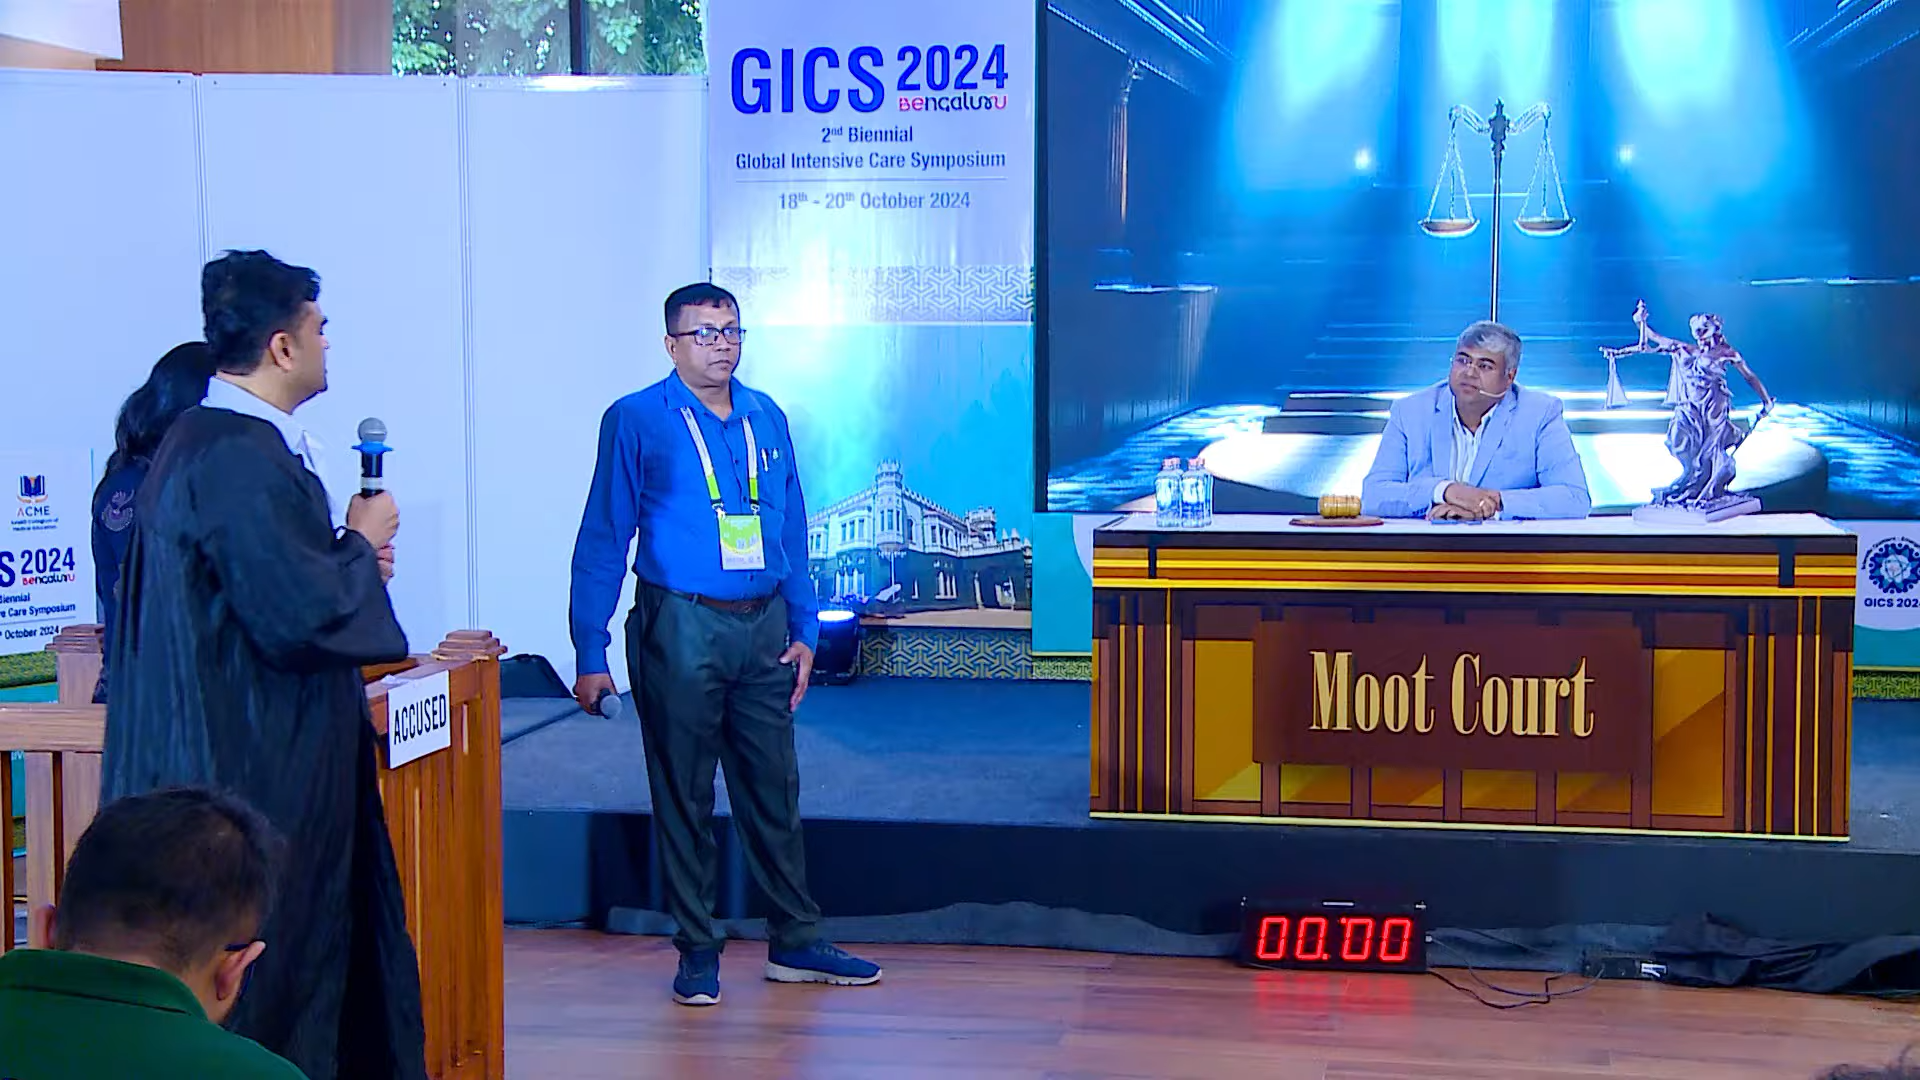 GICS 2024
BENGALURU
2nd Biennial
Global Intensive Care Symposium
18th - 20th October 2024
ACME
S 2024
BENGALURU
Biennial
ve Care Symposium
October 2024
ACCUSED
Moot Court
GICS 2024
00:00